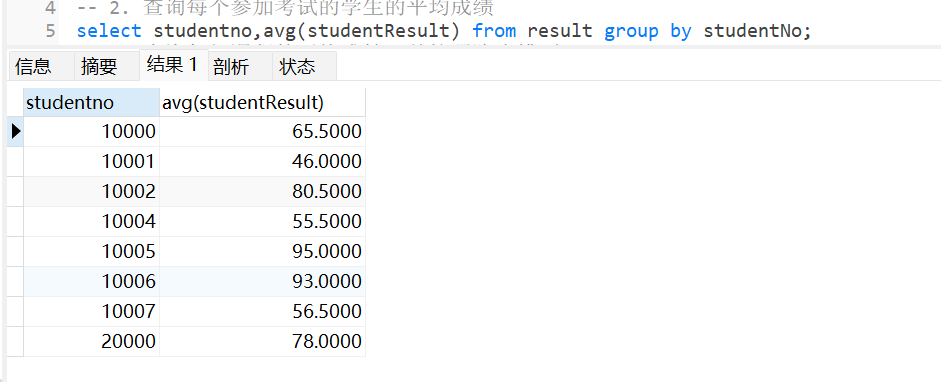 4 -- 2. 查询每个参加考试的学生的平均成绩
5 select studentno,avg(studentResult) from result group by studentNo;
信息 摘要 结果 1 剖析 状态
studentno avg(studentResult)
10000 65.5000
10001 46.0000
10002 80.5000
10004 55.5000
10005 95.0000
10006 93.0000
10007 56.5000
20000 78.0000